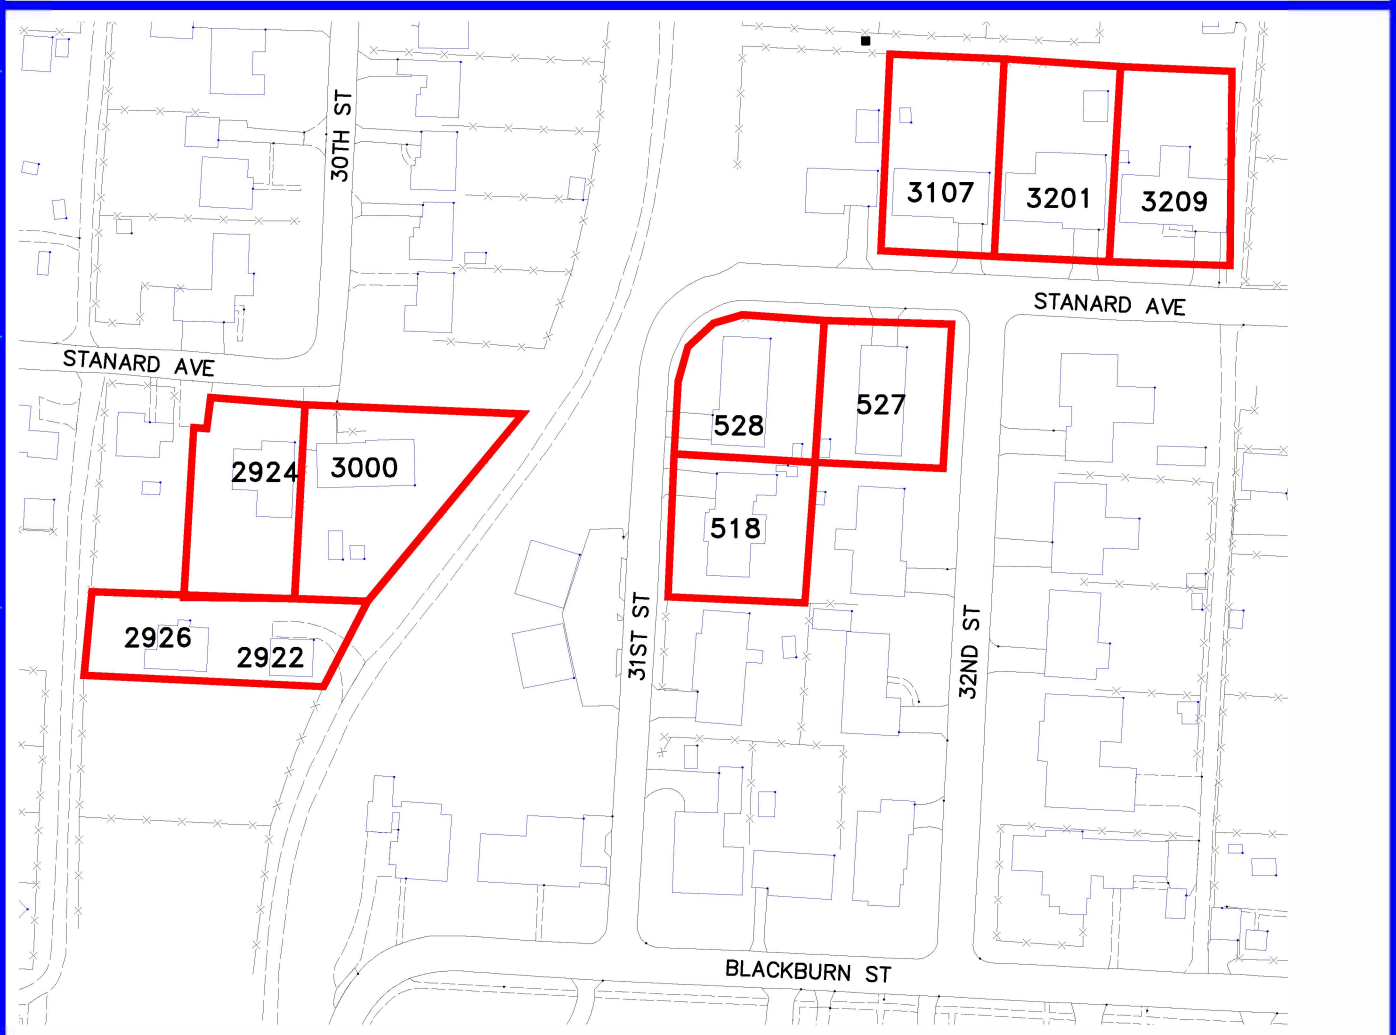 30TH ST
3107
3201
3209
STANARD AVE
STANARD AVE
528
527
2924
3000
518
31ST ST
32ND ST
2926
2922
BLACKBURN ST